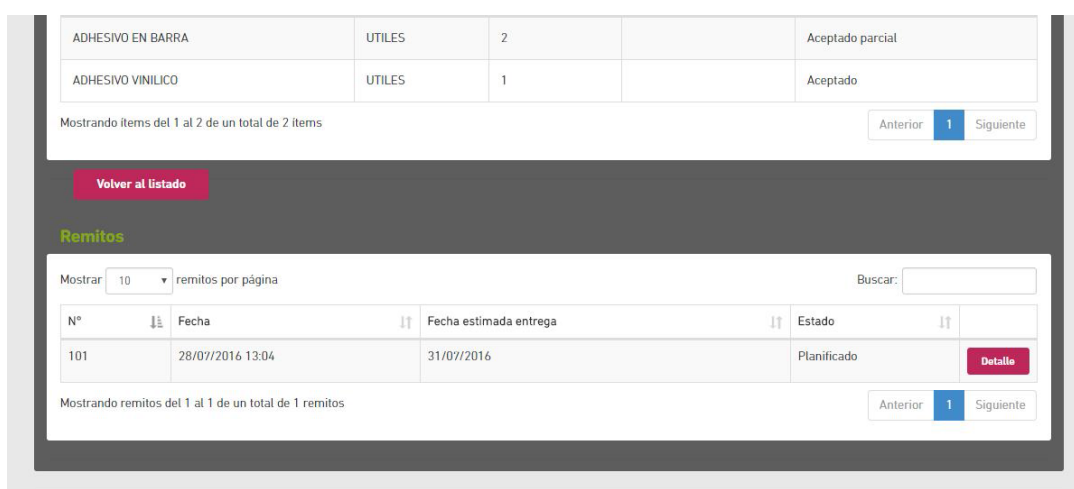 ADHESIVO EN BARRA UTILES 2 Aceptado parcial
ADHESIVO VINILICO UTILES 1 Aceptado
Mostrando ítems del 1 al 2 de un total de 2 ítems Anterior 1 Siguiente
Volver al listado
Remitos
Mostrar 10 remitos por página Buscar:
N° Fecha Fecha estimada entrega Estado
101 28/07/2016 13:04 31/07/2016 Planificado Detalle
Mostrando remitos del 1 al 1 de un total de 1 remitos Anterior 1 Siguiente